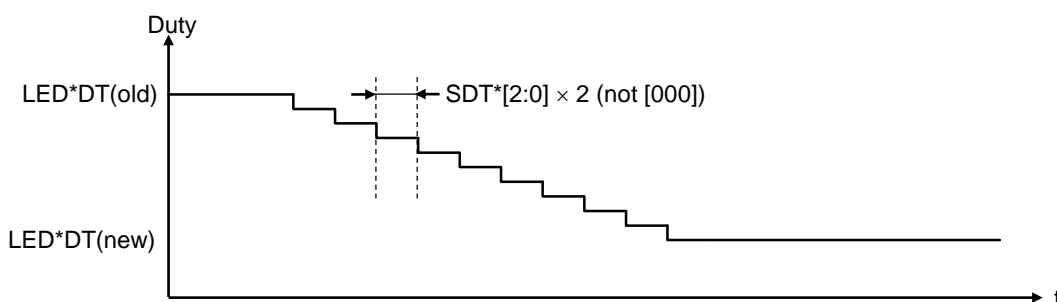 Duty
LED*DT(old)
SDT*[2:0] × 2 (not [000])
LED*DT(new)
t